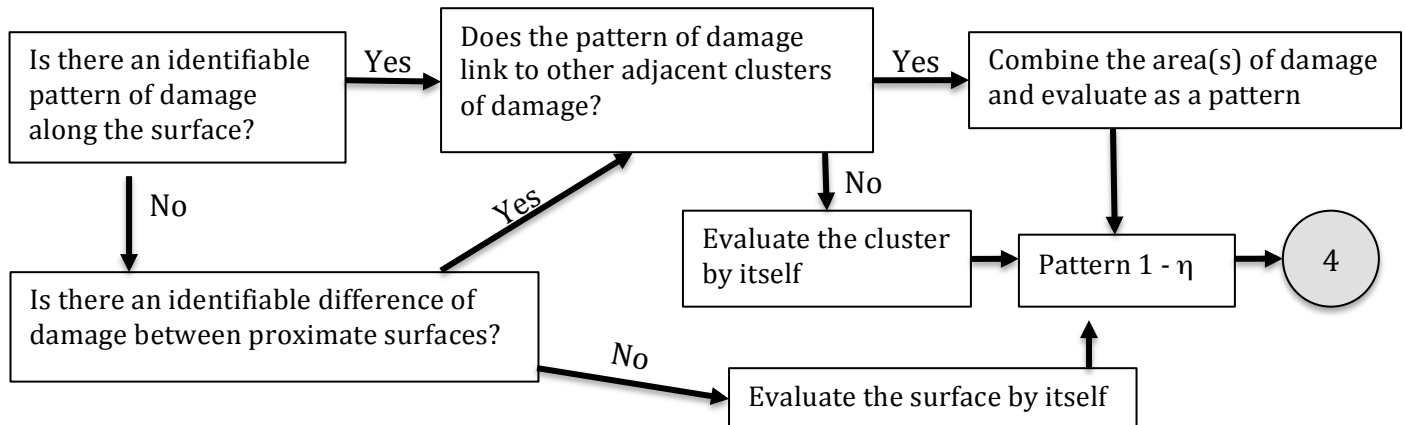 Is there an identifiable
pattern of damage
along the surface?
Yes
Does the pattern of damage
link to other adjacent clusters
of damage?
Yes
Combine the area(s) of damage
and evaluate as a pattern
No
Yes
No
Evaluate the cluster
by itself
Pattern 1 - η
4
Is there an identifiable difference of
damage between proximate surfaces?
No
Evaluate the surface by itself